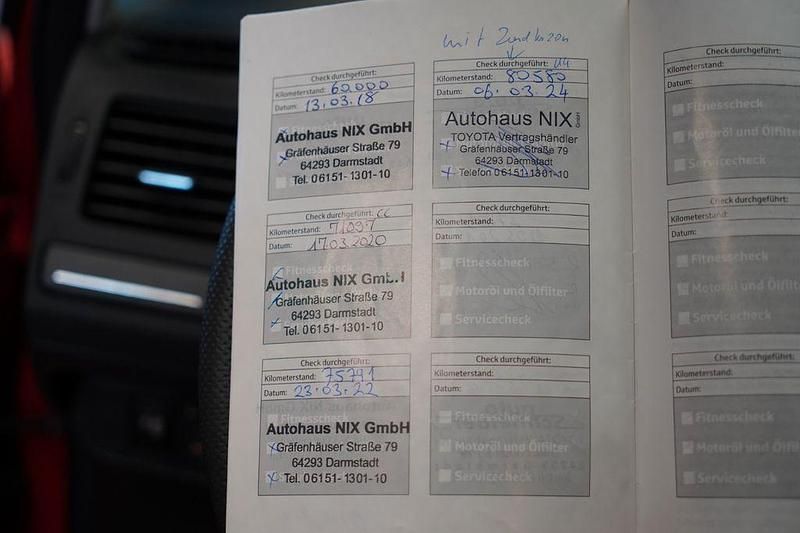 mit Zündkerzen
Check durchgeführt:
Kilometerstand: 60.000
Datum: 13.03.18
Autohaus NIX GmbH
Gräfenhäuser Straße 79
64293 Darmstadt
Tel. 06151-1301-10
Check durchgeführt:
Kilometerstand: 71097
Datum: 17.03.2020
Fitnesscheck
Autohaus NIX GmbH
Gräfenhäuser Straße 79
64293 Darmstadt
Tel. 06151-1301-10
Check durchgeführt:
Kilometerstand: 75791
Datum: 23.03.22
Fitnesscheck
Autohaus NIX GmbH
Gräfenhäuser Straße 79
64293 Darmstadt
Tel. 06151-1301-10
Check durchgeführt:
Kilometerstand: 80580
Datum: 06.03.24
Autohaus NIX GmbH
TOYOTA Vertragshändler
Gräfenhäuser Straße 79
64293 Darmstadt
Telefon 06151-1301-10
Check durchgeführt:
Kilometerstand:
Datum:
Fitnesscheck
Motoröl und Ölfilter
Servicecheck
Check durchgeführt:
Kilometerstand:
Datum:
Fitnesscheck
Motoröl und Ölfilter
Servicecheck
Check durchgeführt:
Kilometerstand:
Datum:
Fitnesscheck
Motoröl und Ölfilter
Servicecheck
Check durchgeführt:
Kilometerstand:
Datum:
Fitnesscheck
Motoröl und Ölfilt
Servicecheck
Check durchgeführt:
Kilometerstand:
Datum:
Fitnesscheck
Motoröl und Ölfilt
Servicecheck